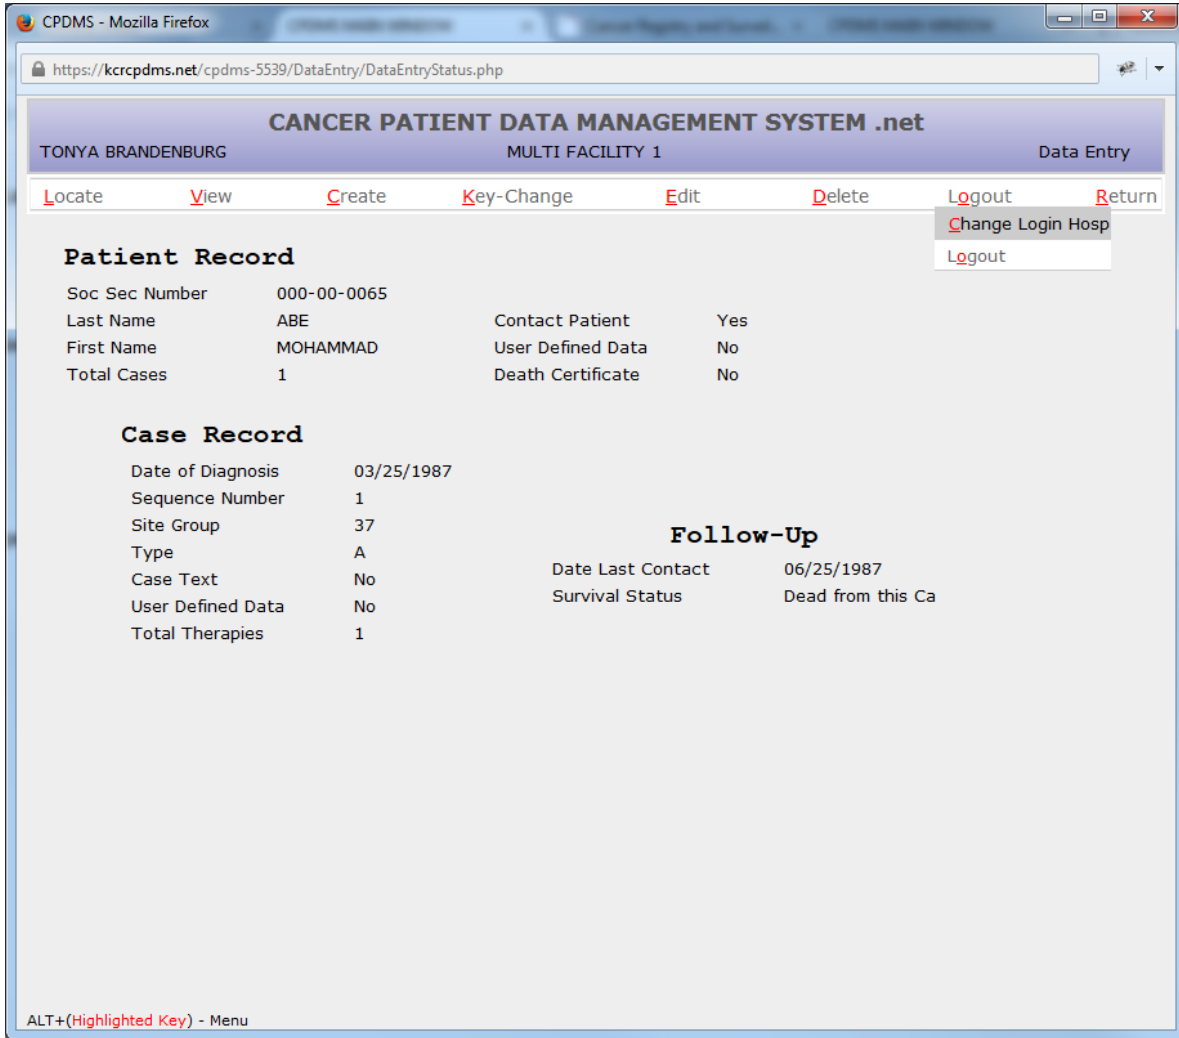 CPDMS - Mozilla Firefox
https://kcrcpdms.net/cpdms-5539/DataEntry/DataEntryStatus.php
CANCER PATIENT DATA MANAGEMENT SYSTEM .net
TONYA BRANDENBURG MULTI FACILITY 1 Data Entry
Locate View Create Key-Change Edit Delete Logout Return
Change Login Hosp
Logout
Patient Record
Soc Sec Number 000-00-0065
Last Name ABE Contact Patient Yes
First Name MOHAMMAD User Defined Data No
Total Cases 1 Death Certificate No
Case Record
Date of Diagnosis 03/25/1987
Sequence Number 1
Site Group 37
Type A
Case Text No
User Defined Data No
Total Therapies 1
Follow-Up
Date Last Contact 06/25/1987
Survival Status Dead from this Ca
ALT+(Highlighted Key) - Menu